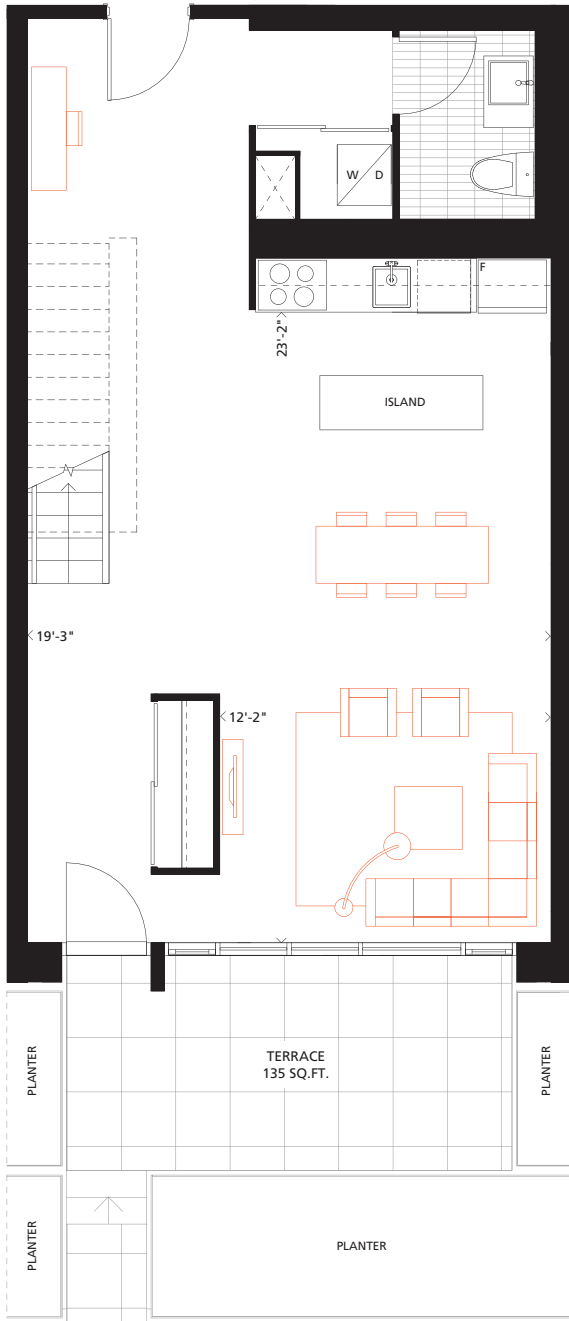 W D
F
23'-2"
ISLAND
19'-3"
12'-2"
TERRACE
135 SQ.FT.
PLANTER
PLANTER
PLANTER
PLANTER